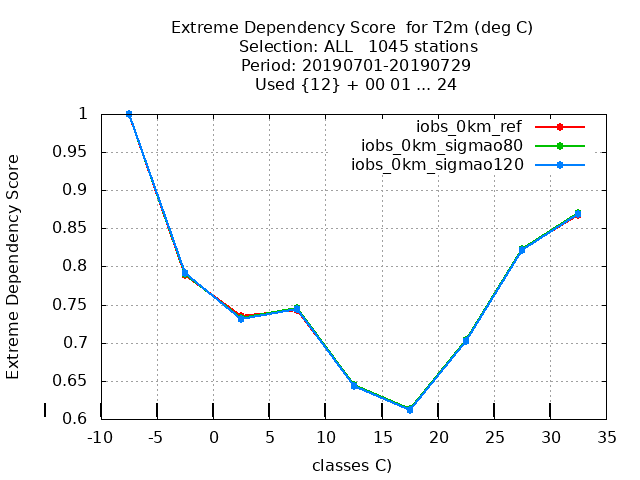 Extreme Dependency Score  for T2m (deg C)
Selection: ALL   1045 stations
Period: 20190701-20190729
Used {12} + 00 01 ... 24
iobs_0km_ref
iobs_0km_sigmao80
iobs_0km_sigmao120
Extreme Dependency Score
1
0.95
0.9
0.85
0.8
0.75
0.7
0.65
0.6
-10 -5 0 5 10 15 20 25 30 35
classes C)